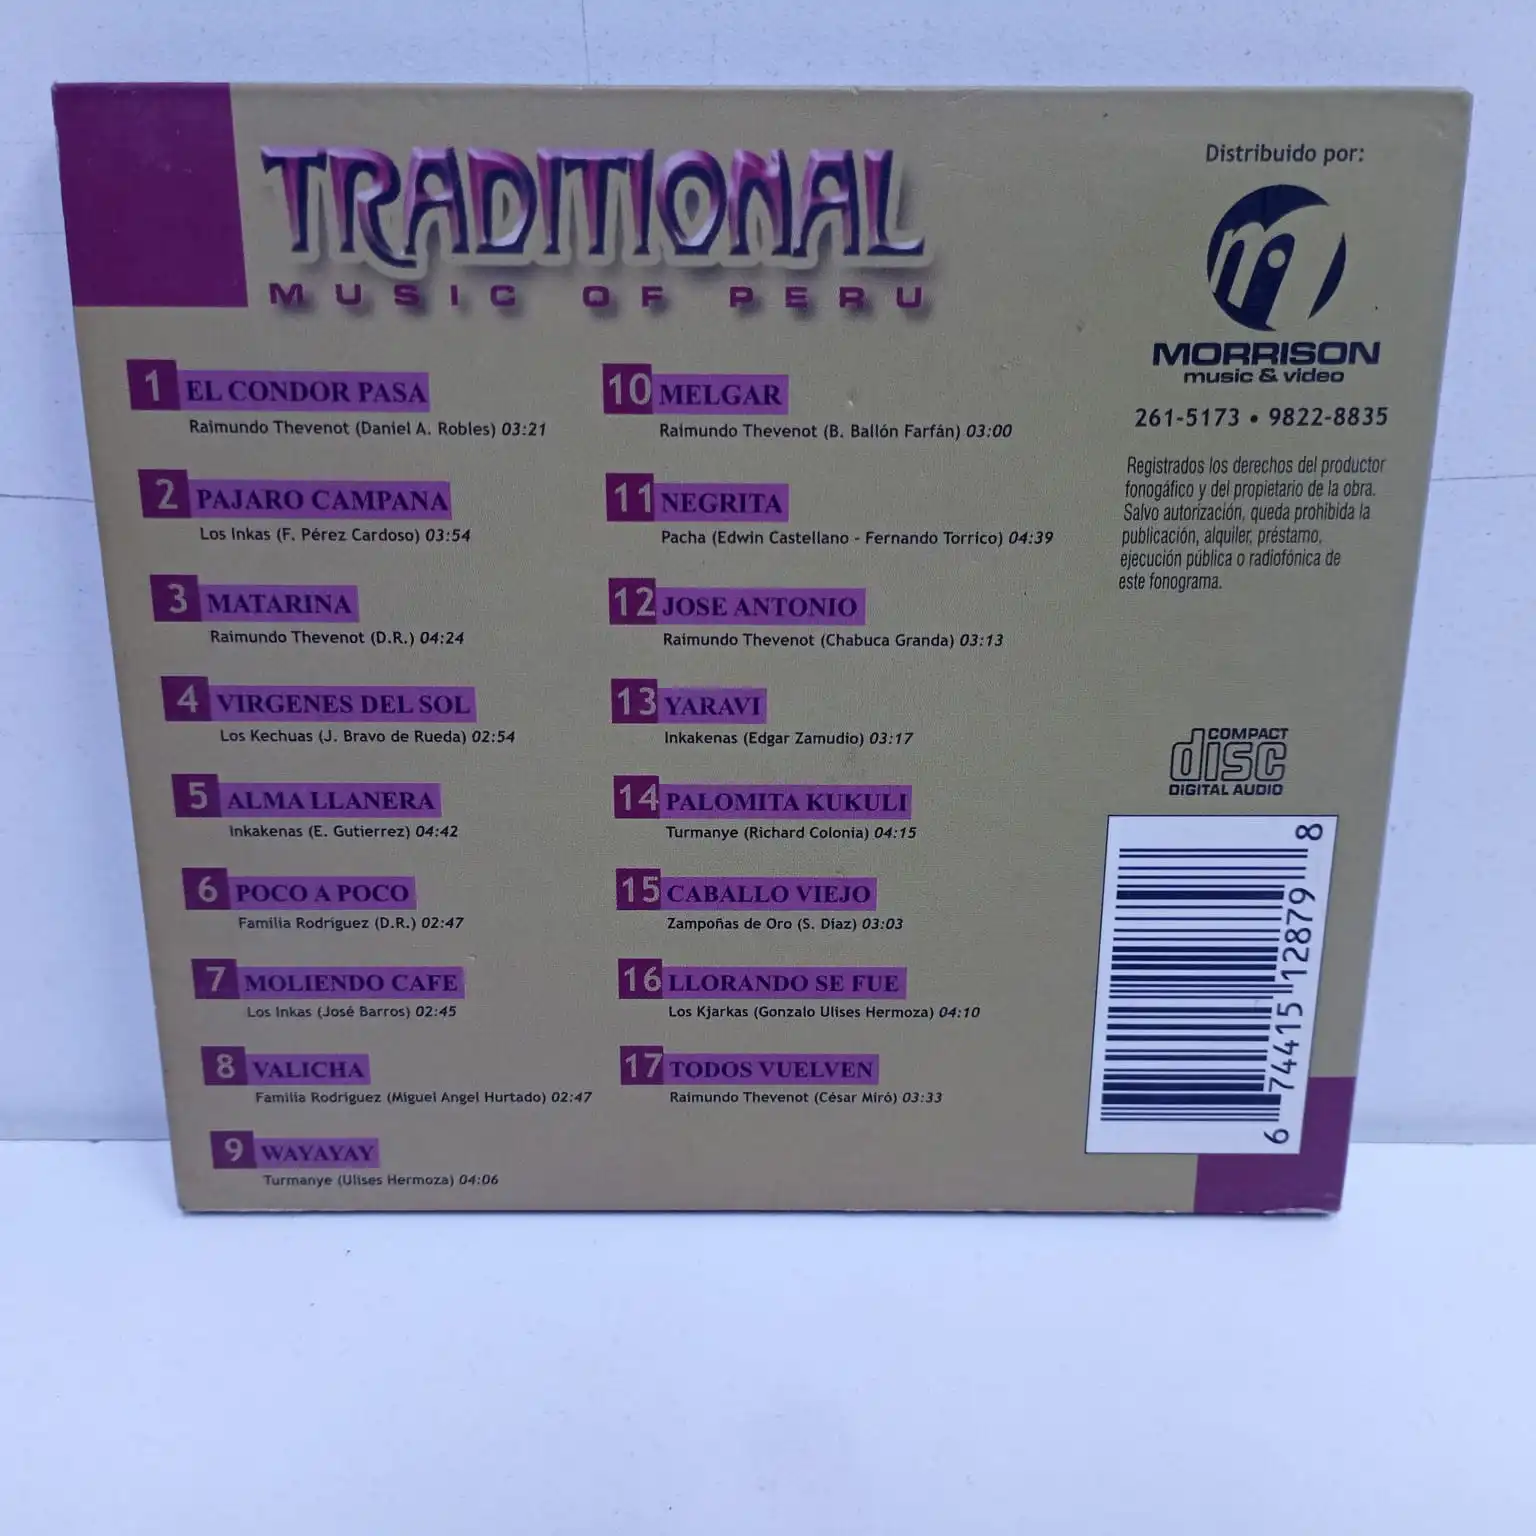 TRADITIONAL
MUSIC OF PERU
1 EL CONDOR PASA
Raimundo Thevenot (Daniel A. Robles) 03:21
2 PAJARO CAMPANA
Los Inkas (F. Pérez Cardoso) 03:54
3 MATARINA
Raimundo Thevenot (D.R.) 04:24
4 VIRGENES DEL SOL
Los Kechuas (J. Bravo de Rueda) 02:54
5 ALMA LLANERA
Inkakenas (E. Gutierrez) 04:42
6 POCO A POCO
Familia Rodríguez (D.R.) 02:47
7 MOLIENDO CAFE
Los Inkas (José Barros) 02:45
8 VALICHA
Familia Rodríguez (Miguel Angel Hurtado) 02:47
9 WAYAYAY
Turmanye (Ulises Hermoza) 04:06
10 MELGAR
Raimundo Thevenot (B. Ballón Farfán) 03:00
11 NEGRITA
Pacha (Edwin Castellano - Fernando Torrico) 04:39
12 JOSE ANTONIO
Raimundo Thevenot (Chabuca Granda) 03:13
13 YARAVI
Inkakenas (Edgar Zamudio) 03:17
14 PALOMITA KUKULI
Turmanye (Richard Colonia) 04:15
15 CABALLO VIEJO
Zampoñas de Oro (S. Díaz) 03:03
16 LLORANDO SE FUE
Los Kjarkas (Gonzalo Ulises Hermoza) 04:10
17 TODOS VUELVEN
Raimundo Thevenot (César Miró) 03:33
Distribuido por:
m
MORRISON
music & video
261-5173 • 9822-8835
Registrados los derechos del productor
fonogáfico y del propietario de la obra.
Salvo autorización, queda prohibida la
publicación, alquiler, préstamo,
ejecución pública o radiofónica de
este fonograma.
COMPACT
disc
DIGITAL AUDIO
6 74415 12879 8